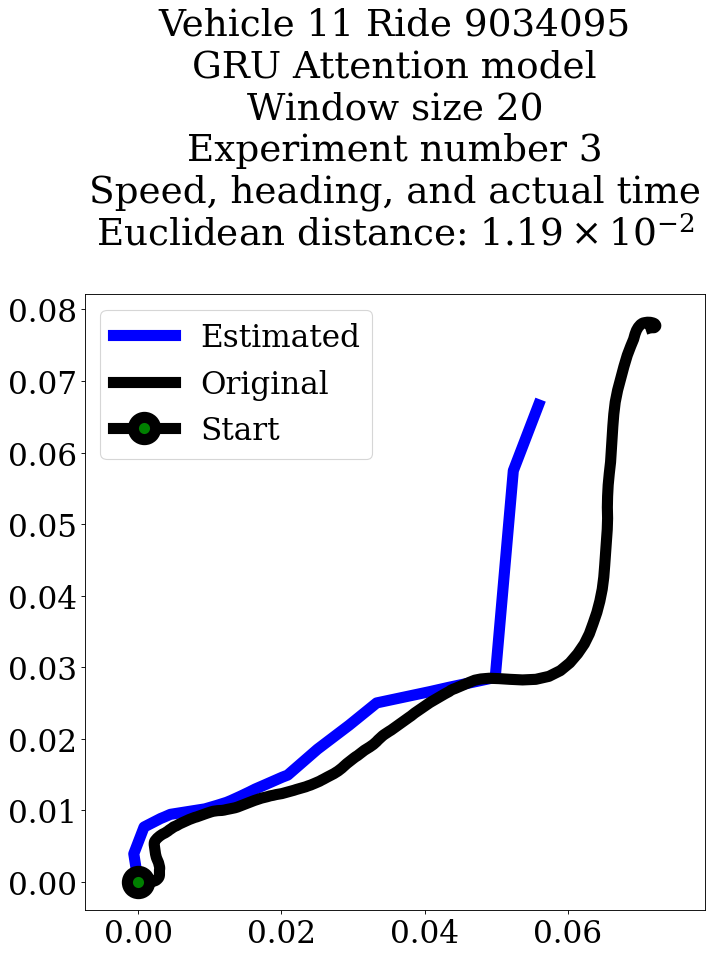 Vehicle 11 Ride 9034095
GRU Attention model
Window size 20
Experiment number 3
Speed, heading, and actual time
Euclidean distance: 1.19 × 10⁻²
0.08
0.07
0.06
0.05
0.04
0.03
0.02
0.01
0.00
Estimated
Original
Start
0.00 0.02 0.04 0.06